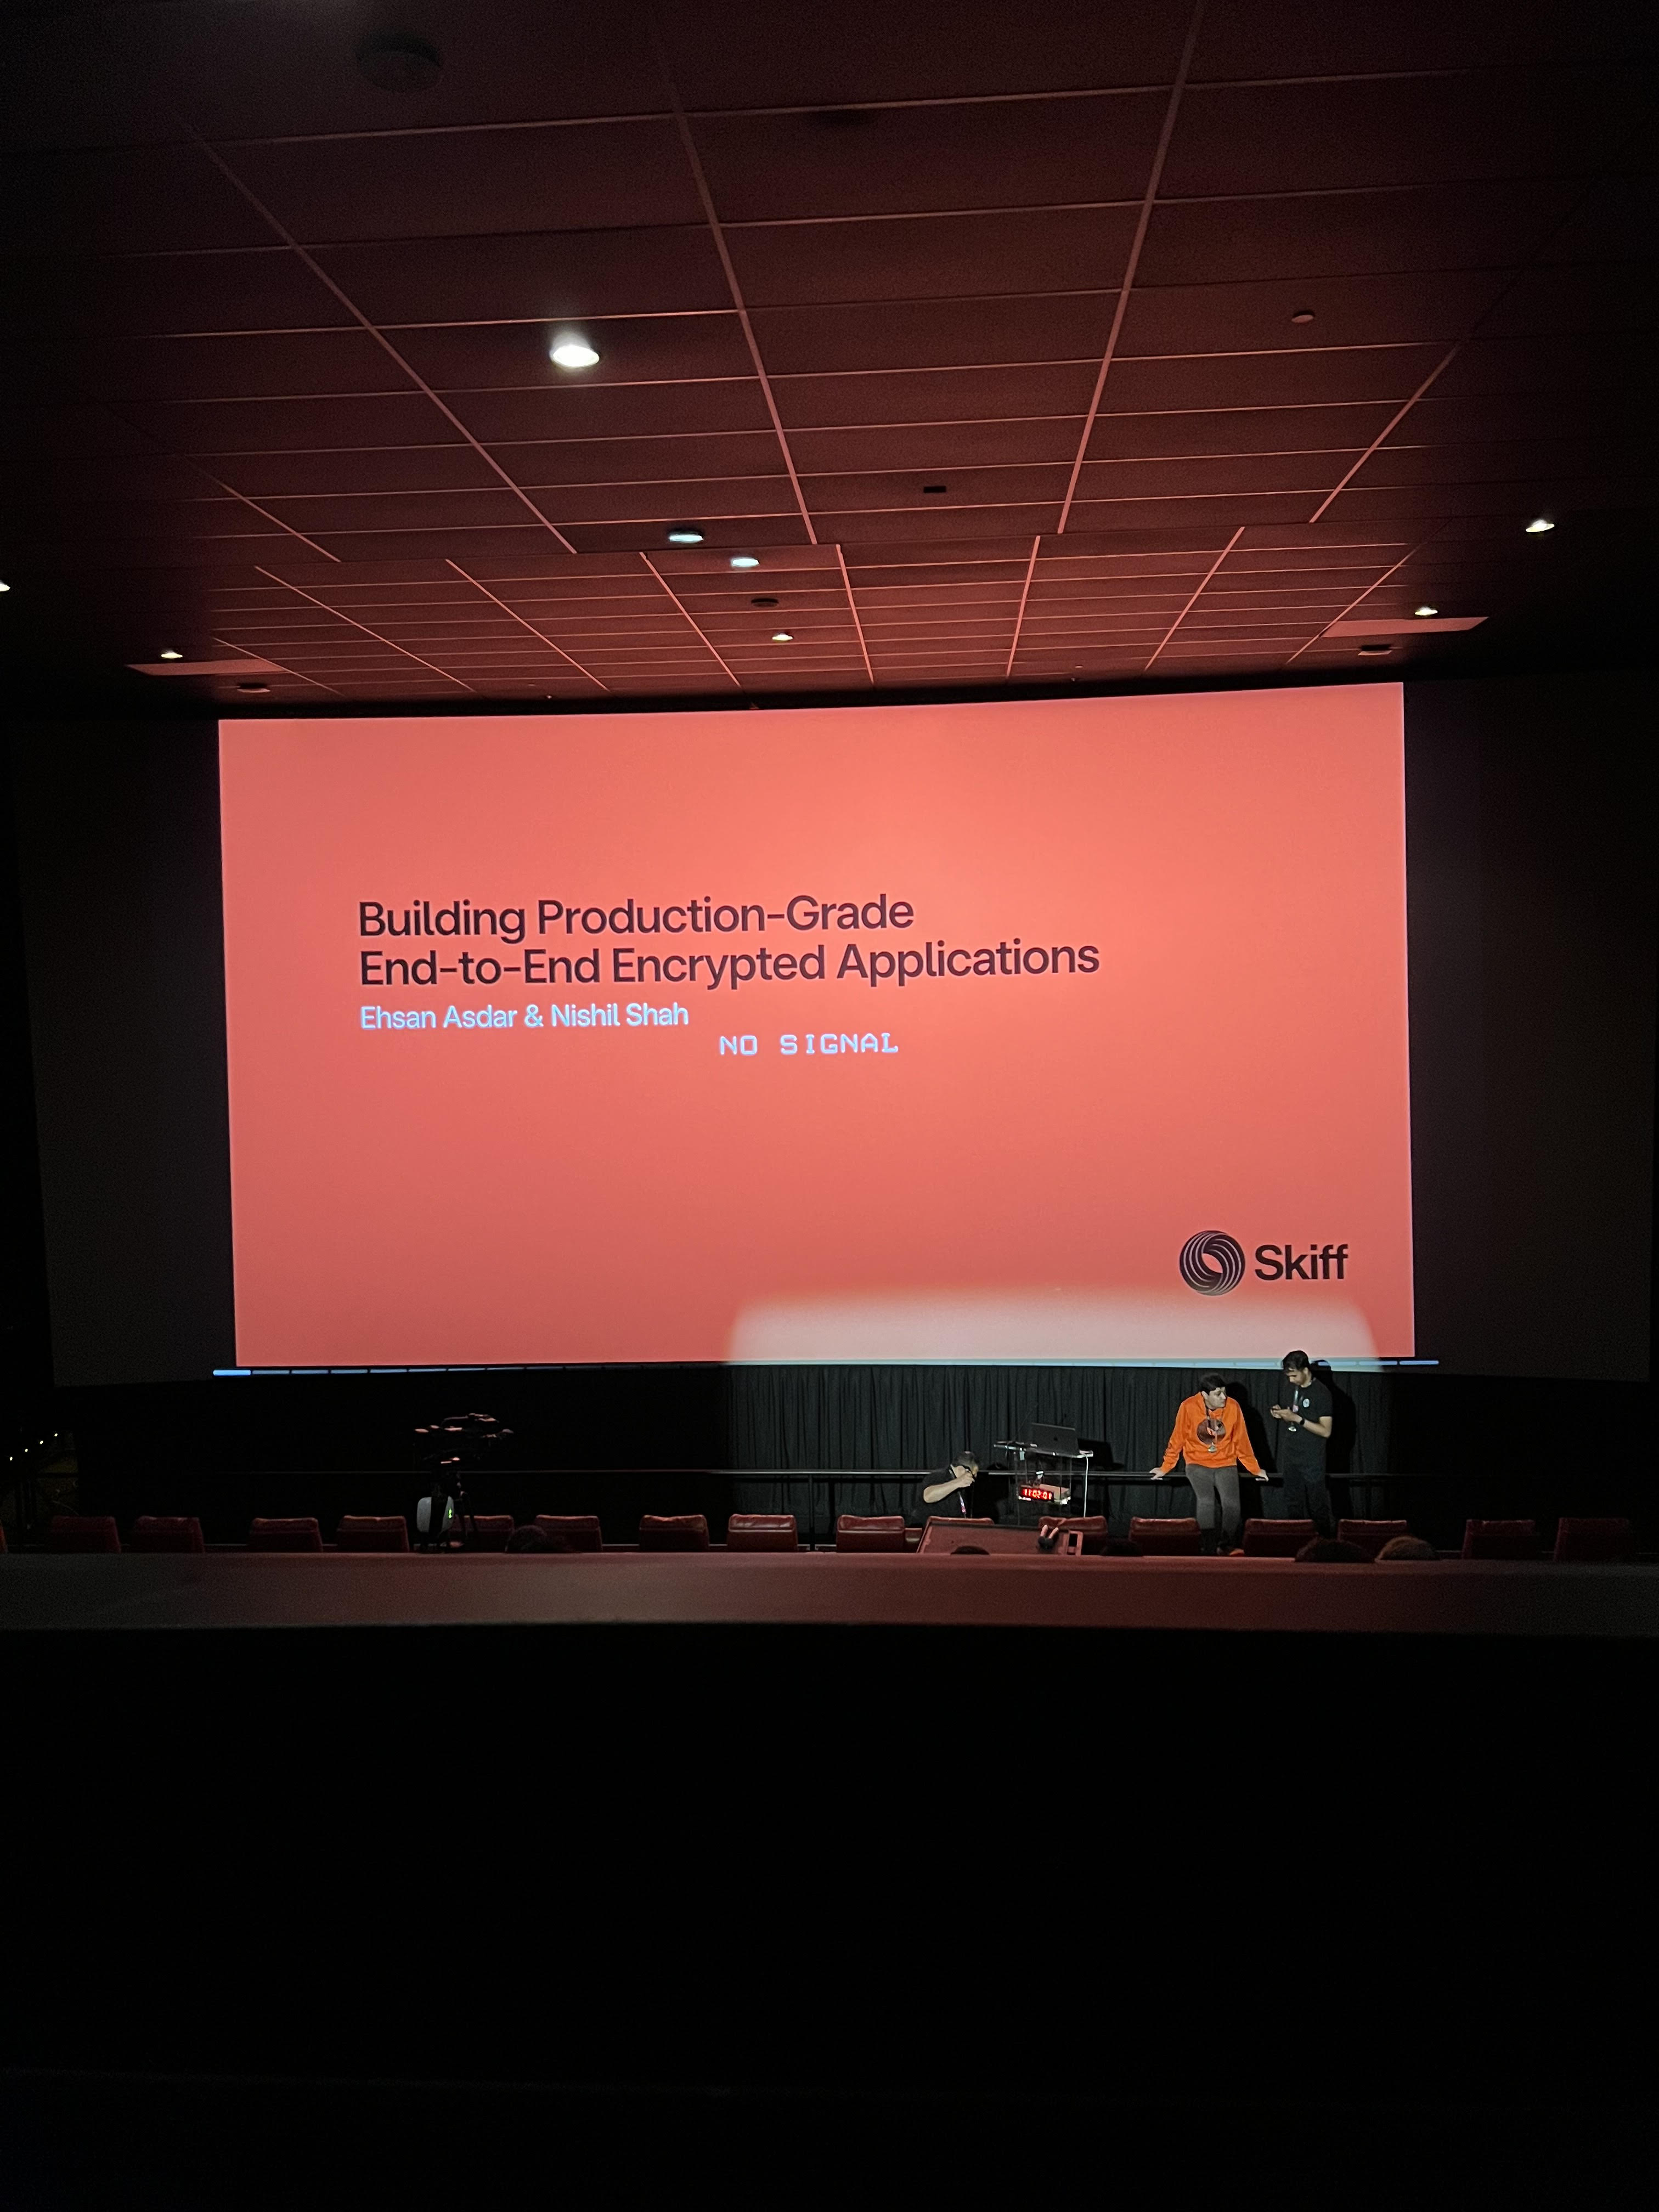 Building Production-Grade
End-to-End Encrypted Applications
Ehsan Asdar & Nishil Shah
NO SIGNAL
Skiff